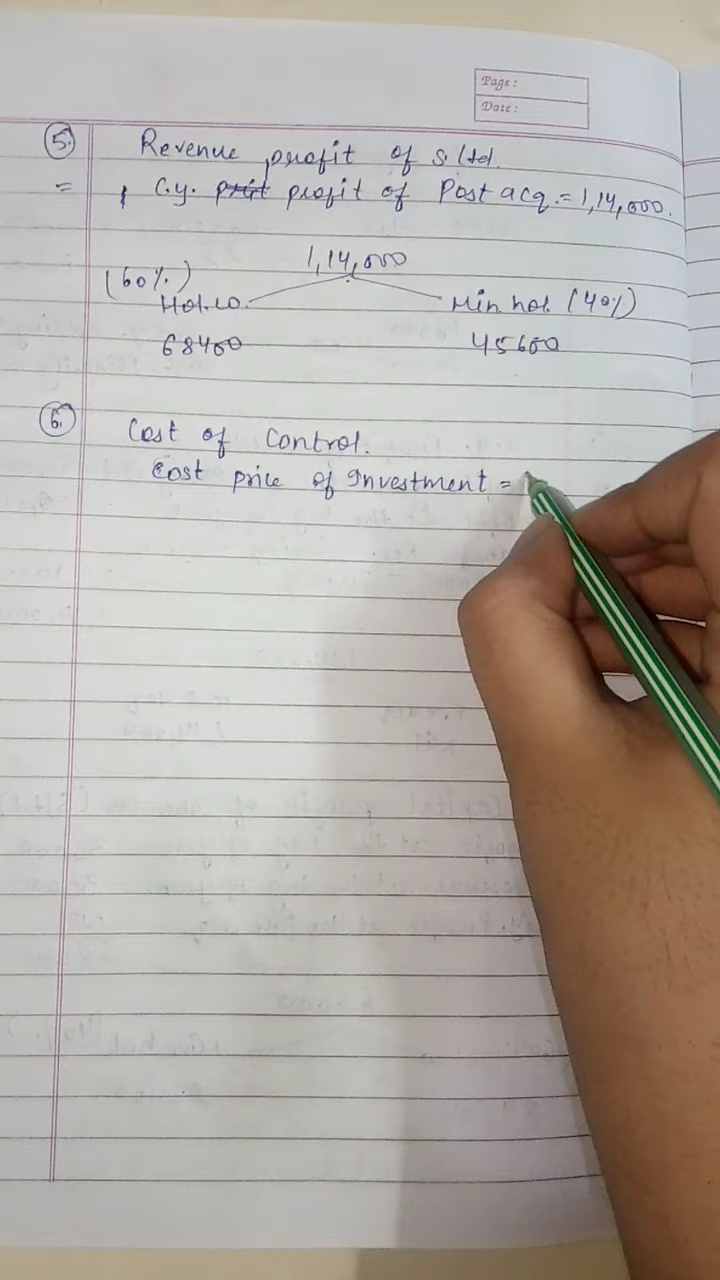 Page:
Date:
5. Revenue profit of S. Ltd.
= C.y. profit of Post acq. = 1,14,000.
1,14,000
(60%)
Hol. co. Min. hol. (40%)
68400 45600
6. Cost of Control.
Cost price of Investment =